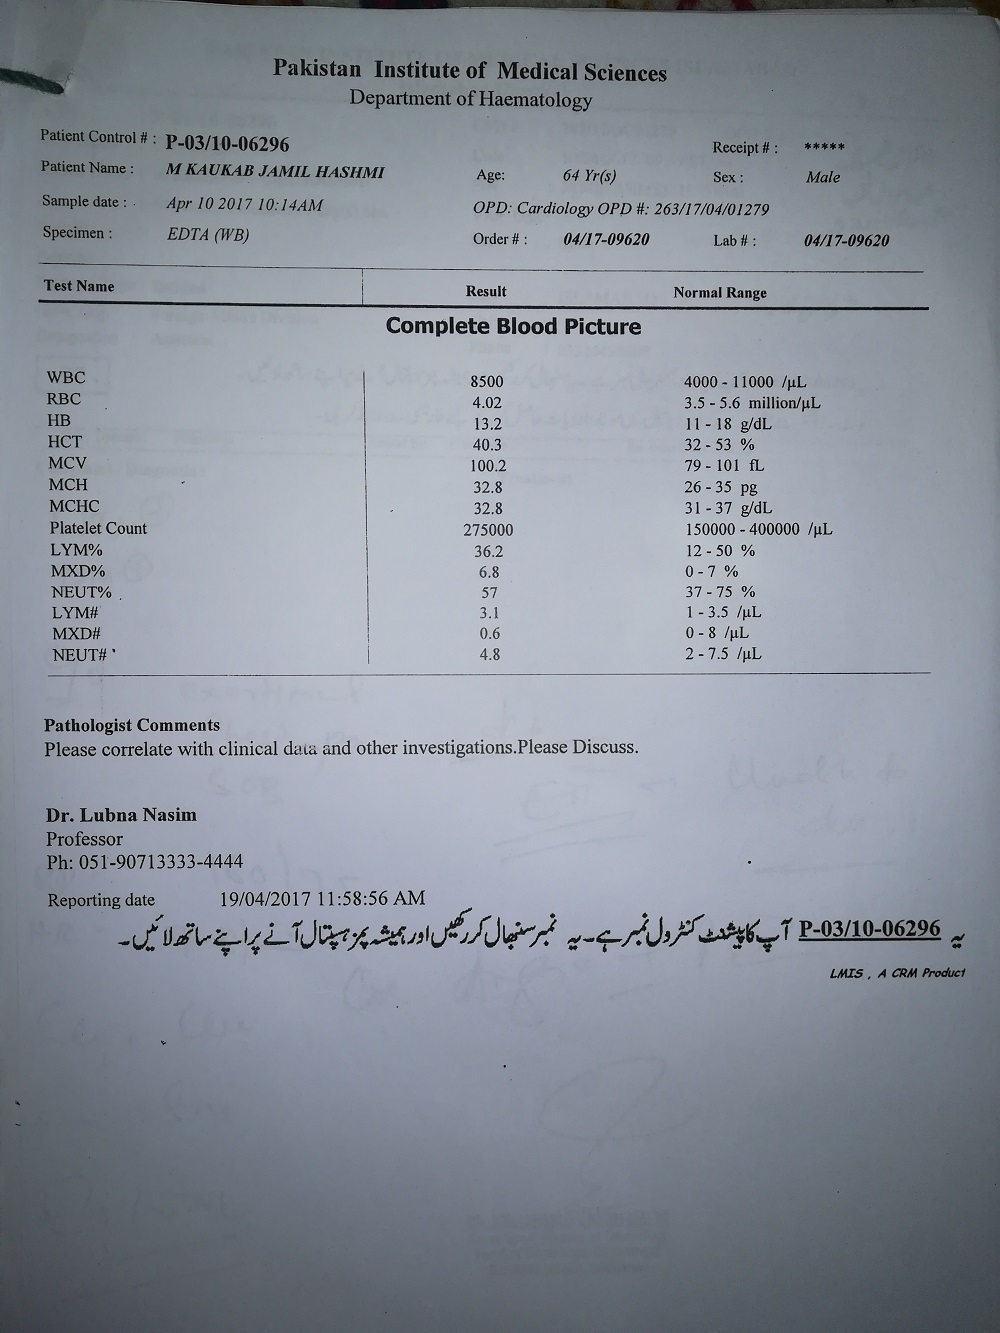 Pakistan Institute of Medical Sciences
Department of Haematology
Patient Control # : P-03/10-06296 Receipt # : *****
Patient Name : M KAUKAB JAMIL HASHMI Age: 64 Yr(s) Sex : Male
Sample date : Apr 10 2017 10:14AM OPD: Cardiology OPD #: 263/17/04/01279
Specimen : EDTA (WB) Order # : 04/17-09620 Lab # : 04/17-09620
Test Name Result Normal Range
Complete Blood Picture
WBC 8500 4000 - 11000 /µL
RBC 4.02 3.5 - 5.6 million/µL
HB 13.2 11 - 18 g/dL
HCT 40.3 32 - 53 %
MCV 100.2 79 - 101 fL
MCH 32.8 26 - 35 pg
MCHC 32.8 31 - 37 g/dL
Platelet Count 275000 150000 - 400000 /µL
LYM% 36.2 12 - 50 %
MXD% 6.8 0 - 7 %
NEUT% 57 37 - 75 %
LYM# 3.1 1 - 3.5 /µL
MXD# 0.6 0 - 8 /µL
NEUT# 4.8 2 - 7.5 /µL
Pathologist Comments
Please correlate with clinical data and other investigations.Please Discuss.
Dr. Lubna Nasim
Professor
Ph: 051-90713333-4444
Reporting date 19/04/2017 11:58:56 AM
یہ P-03/10-06296 آپ کا پیشنٹ کنٹرول نمبر ہے۔ یہ نمبر سنبھال کر رکھیں اور ہمیشہ پمز ہسپتال آنے پر اپنے ساتھ لائیں۔
LMIS , A CRM Product